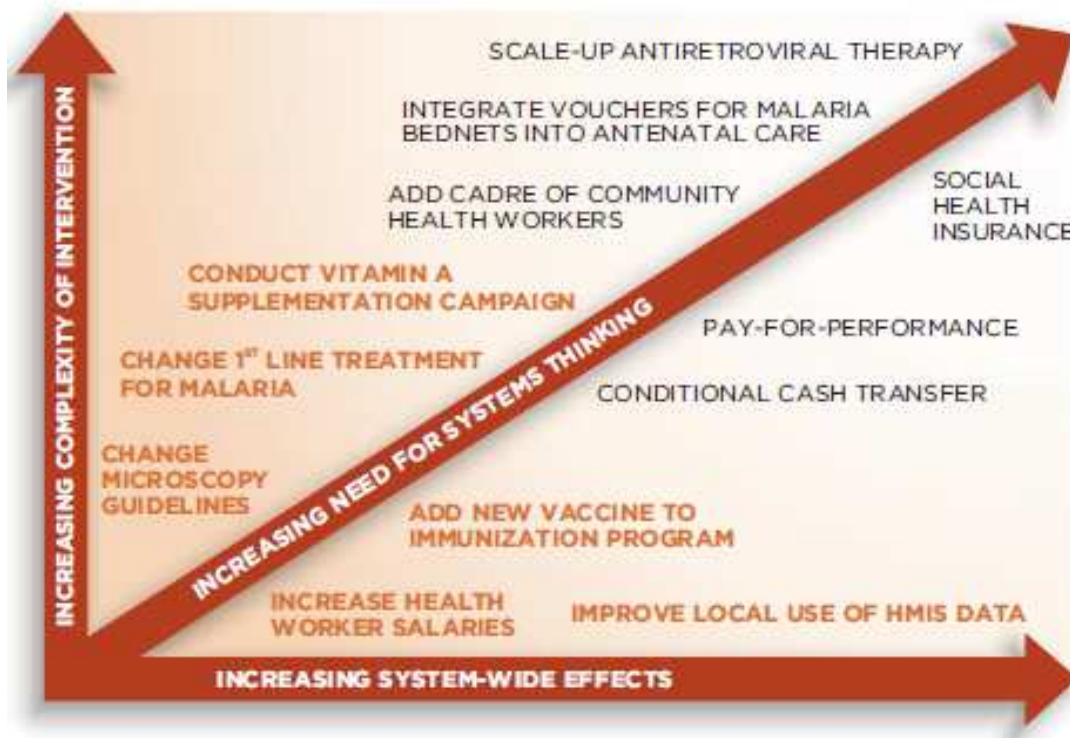 SCALE-UP ANTIRETROVIRAL THERAPY
INTEGRATE VOUCHERS FOR MALARIA
BEDNETS INTO ANTENATAL CARE
ADD CADRE OF COMMUNITY
HEALTH WORKERS
SOCIAL
HEALTH
INSURANCE
CONDUCT VITAMIN A
SUPPLEMENTATION CAMPAIGN
PAY-FOR-PERFORMANCE
CHANGE 1ST LINE TREATMENT
FOR MALARIA
CONDITIONAL CASH TRANSFER
CHANGE
MICROSCOPY
GUIDELINES
ADD NEW VACCINE TO
IMMUNIZATION PROGRAM
INCREASE HEALTH
WORKER SALARIES
IMPROVE LOCAL USE OF HMIS DATA
INCREASING COMPLEXITY OF INTERVENTION
INCREASING NEED FOR SYSTEMS THINKING
INCREASING SYSTEM-WIDE EFFECTS